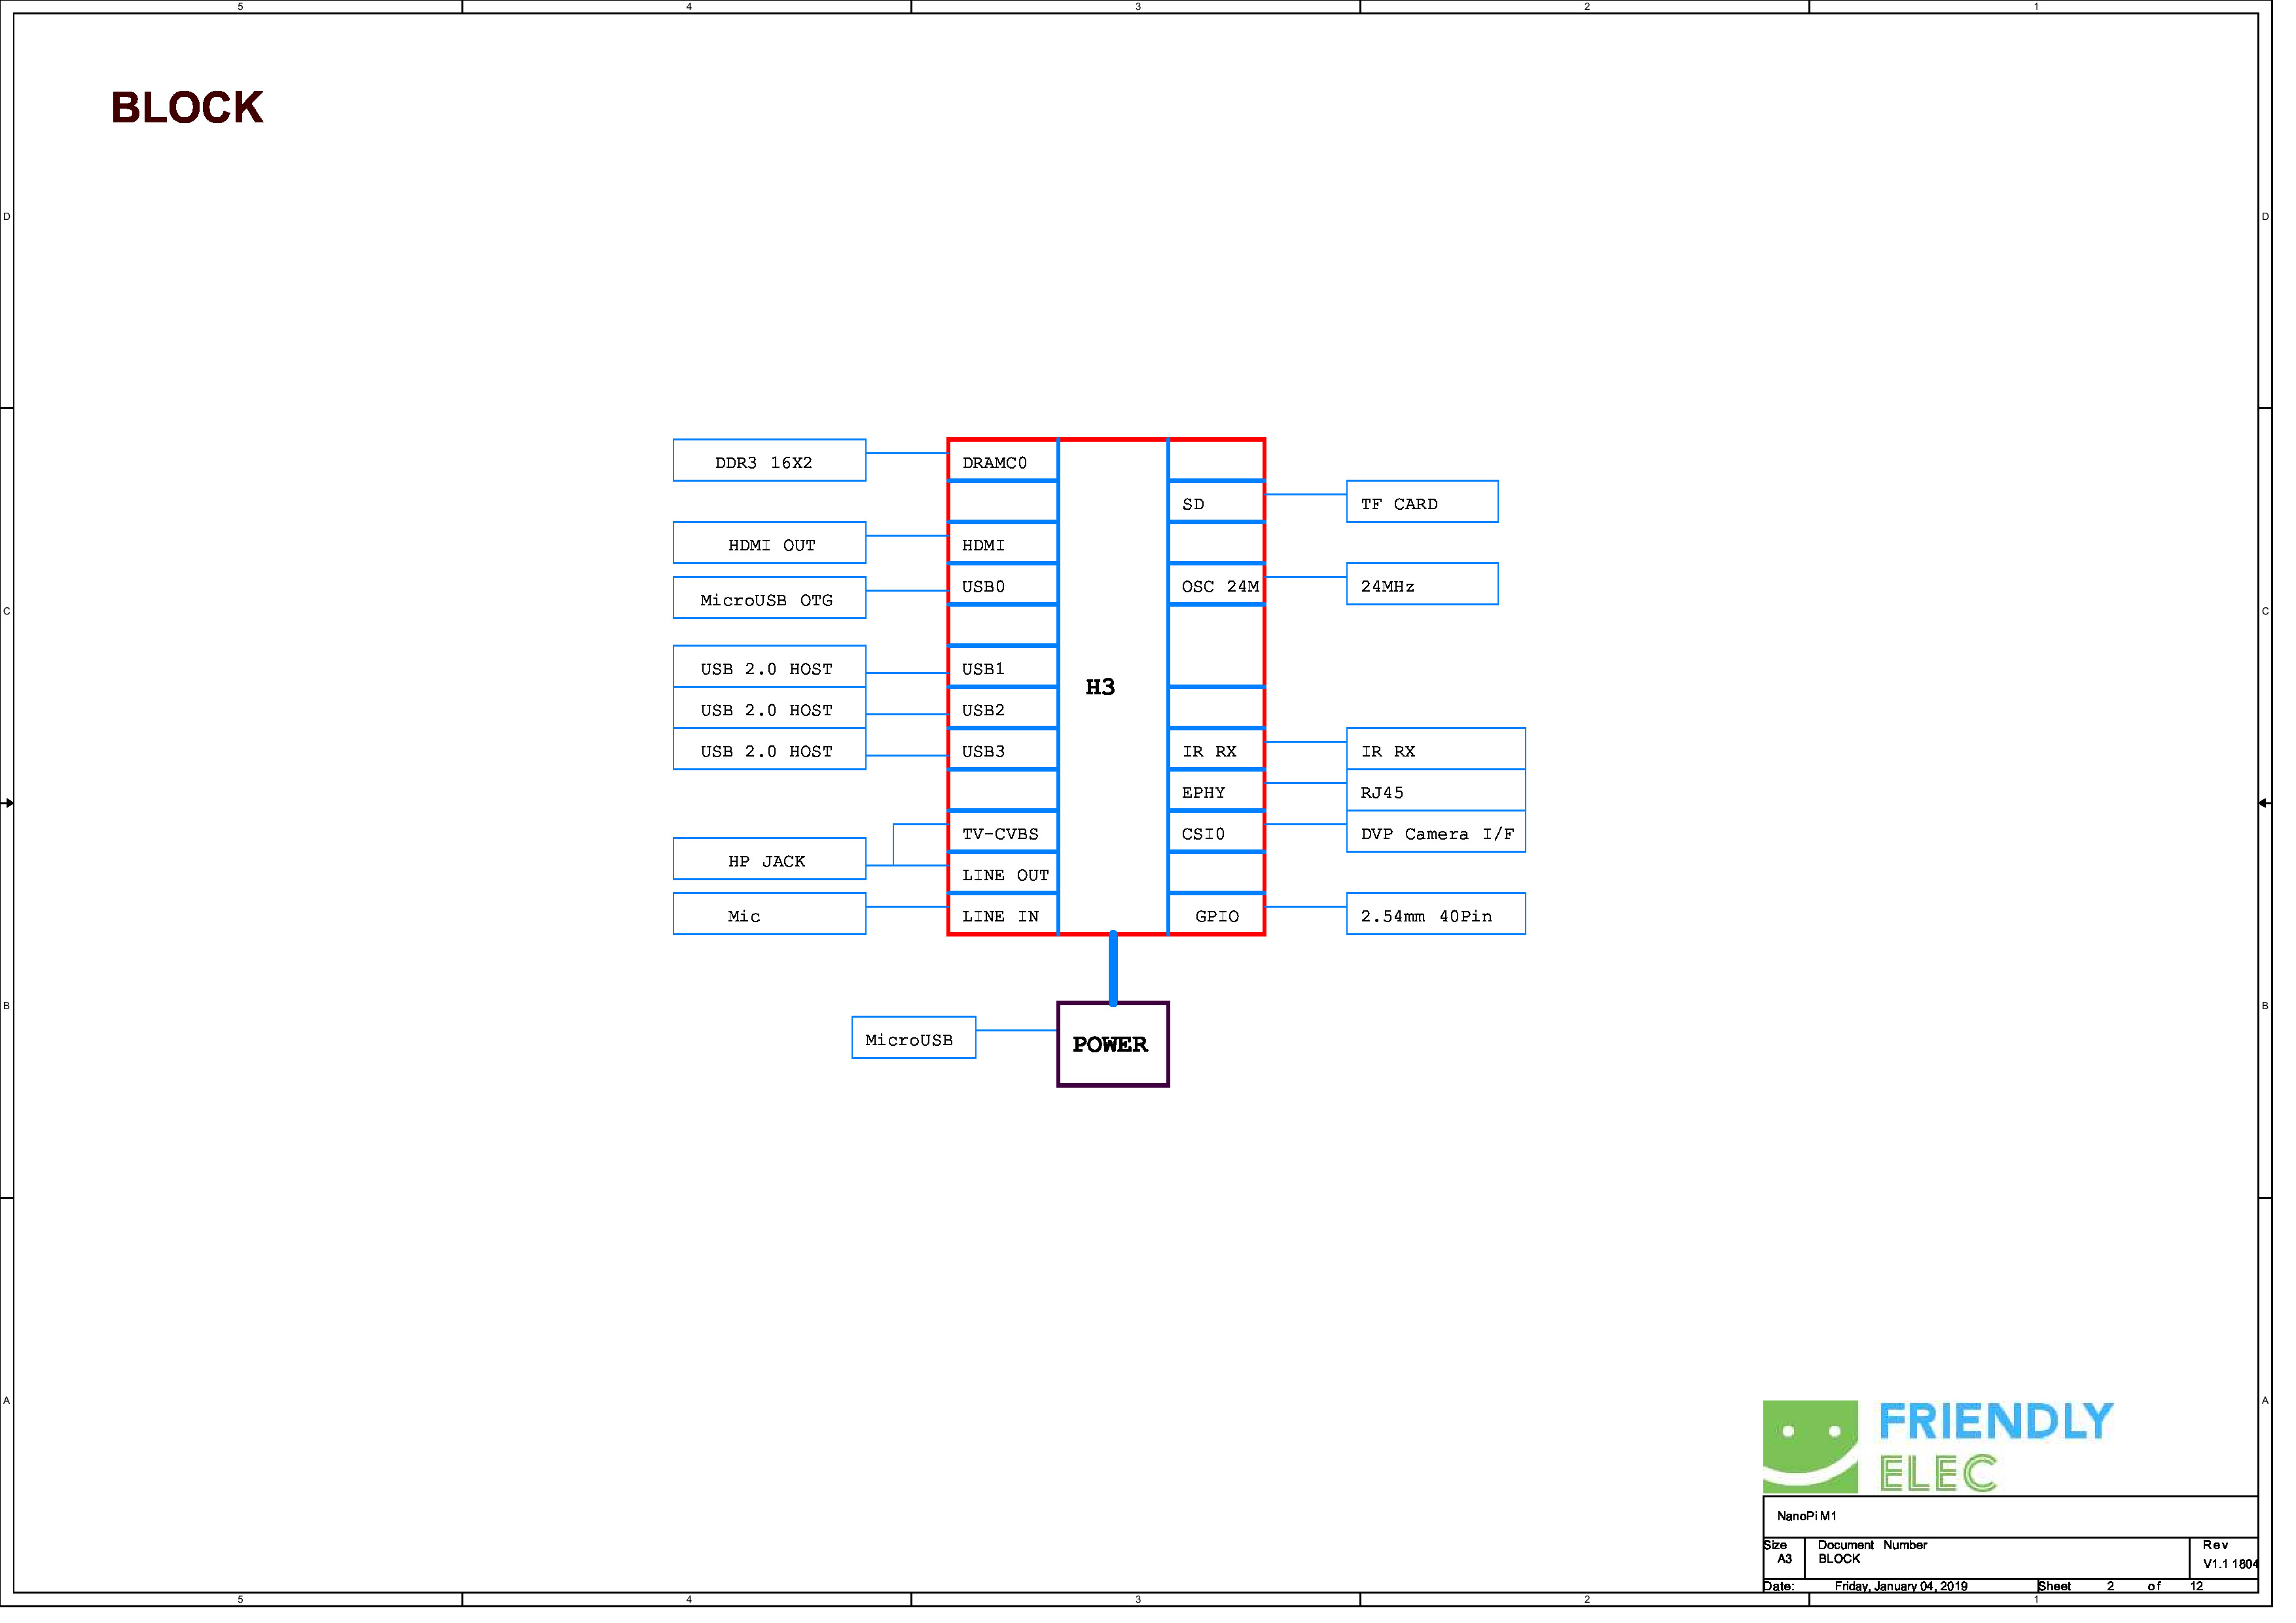 5 4 3 2 1
BLOCK
D D
DDR3 16X2 DRAMC0
SD TF CARD
HDMI OUT HDMI
MicroUSB OTG USB0 OSC 24M 24MHz
C C
USB 2.0 HOST USB1
H3
USB 2.0 HOST USB2
USB 2.0 HOST USB3 IR RX IR RX
EPHY RJ45
TV-CVBS CSI0 DVP Camera I/F
HP JACK
LINE OUT
Mic LINE IN GPIO 2.54mm 40Pin
B B
MicroUSB POWER
A A
FRIENDLY
ELEC
NanoPi M1
Size Document Number Rev
A3 BLOCK V1.1 1804
Date: Friday, January 04, 2019 Sheet 2 of 12
5 4 3 2 1